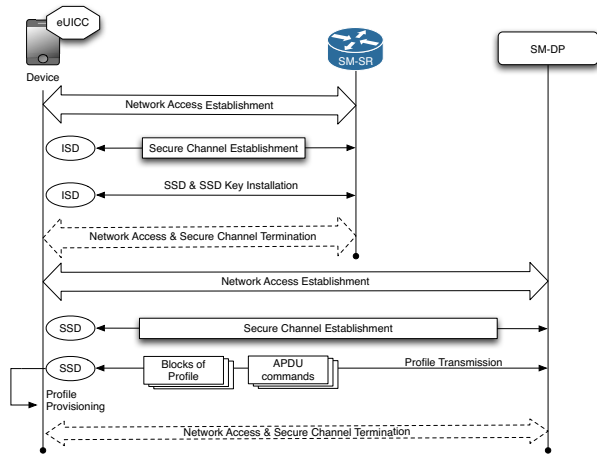 eUICC
SM-SR
SM-DP
Device
Network Access Establishment
ISD
Secure Channel Establishment
ISD
SSD & SSD Key Installation
Network Access & Secure Channel Termination
Network Access Establishment
SSD
Secure Channel Establishment
SSD
Blocks of
Profile
APDU
commands
Profile Transmission
Profile
Provisioning
Network Access & Secure Channel Termination